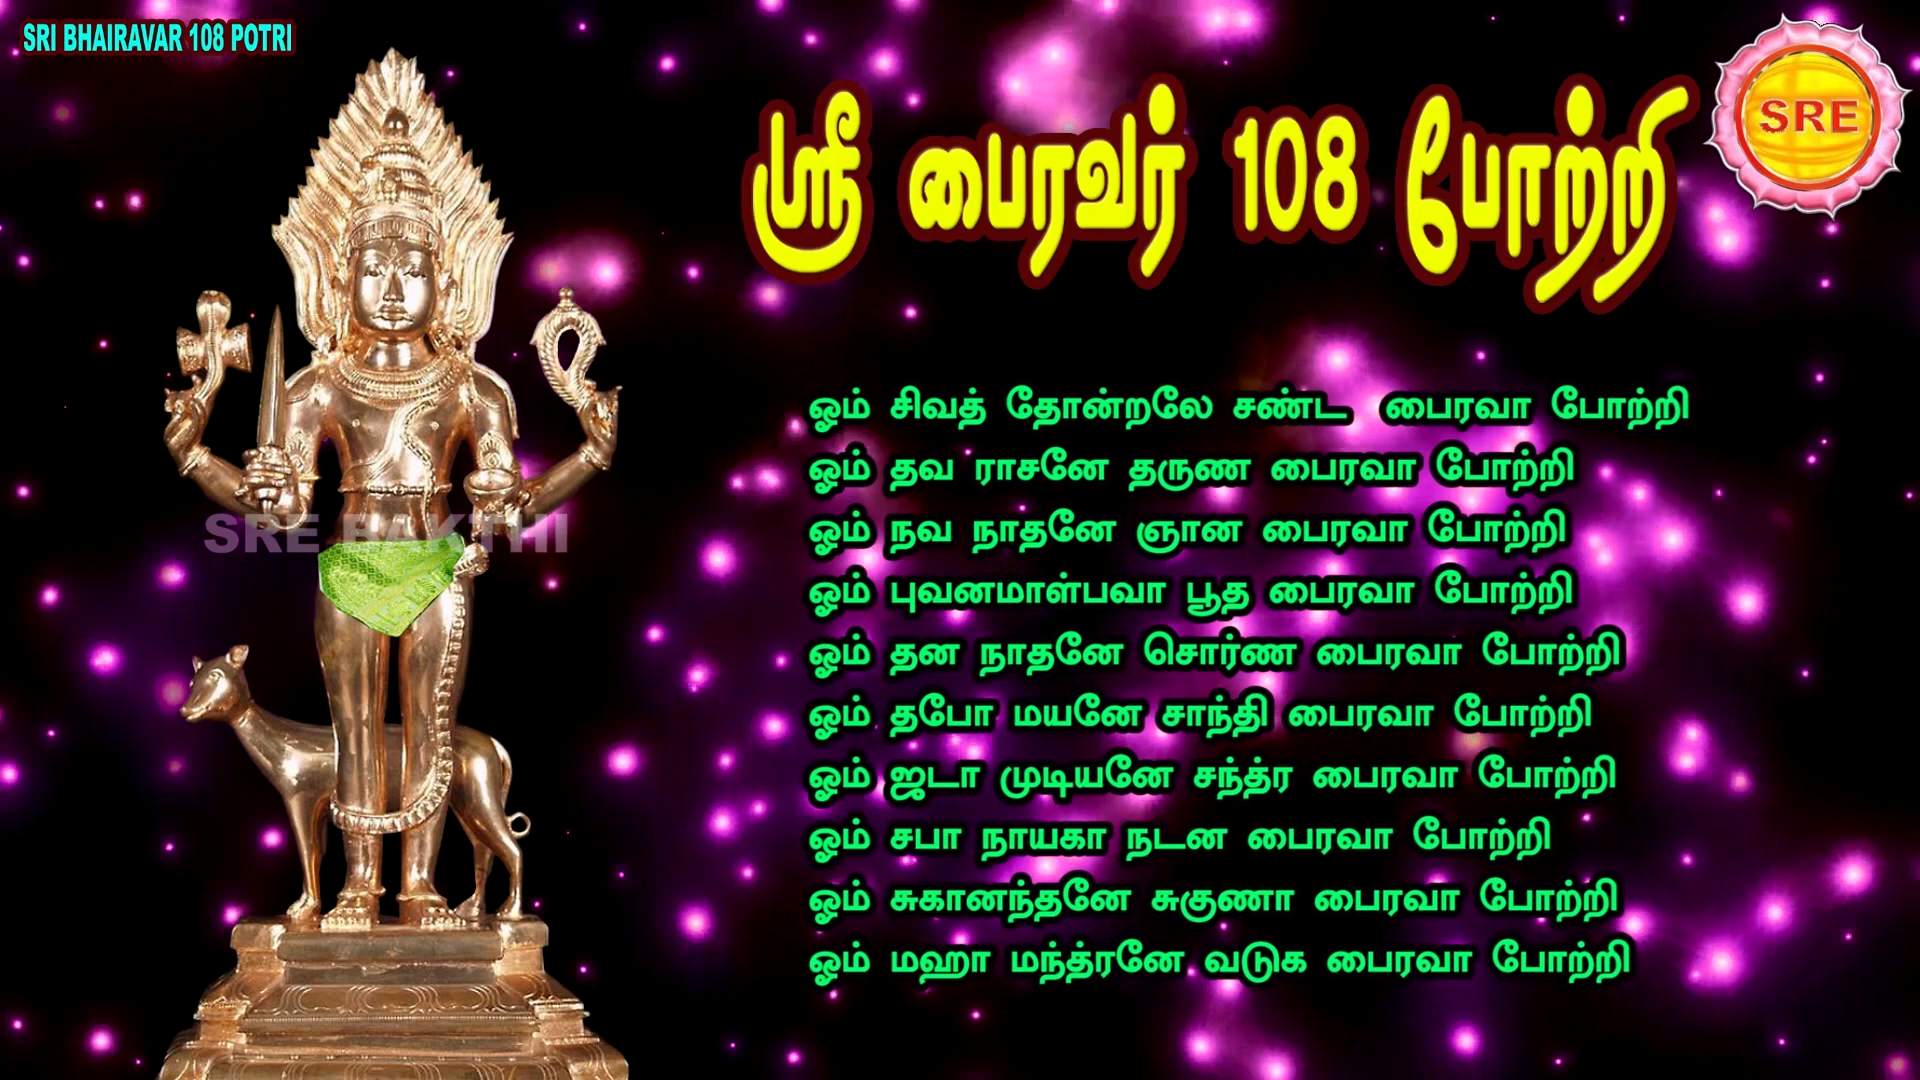 SRI BHAIRAVAR 108 POTRI
SRE
ஸ்ரீ பைரவர் 108 போற்றி
ஓம் சிவத் தோன்றலே சண்ட பைரவா போற்றி
ஓம் தவ ராசனே தருண பைரவா போற்றி
ஓம் நவ நாதனே ஞான பைரவா போற்றி
ஓம் புவனமாள்பவா பூத பைரவா போற்றி
ஓம் தன நாதனே சொர்ண பைரவா போற்றி
ஓம் தபோ மயனே சாந்தி பைரவா போற்றி
ஓம் ஜடா முடியனே சந்த்ர பைரவா போற்றி
ஓம் சபா நாயகா நடன பைரவா போற்றி
ஓம் சுகானந்தனே சுகுணா பைரவா போற்றி
ஓம் மஹா மந்த்ரனே வடுக பைரவா போற்றி
SRE BAKTHI